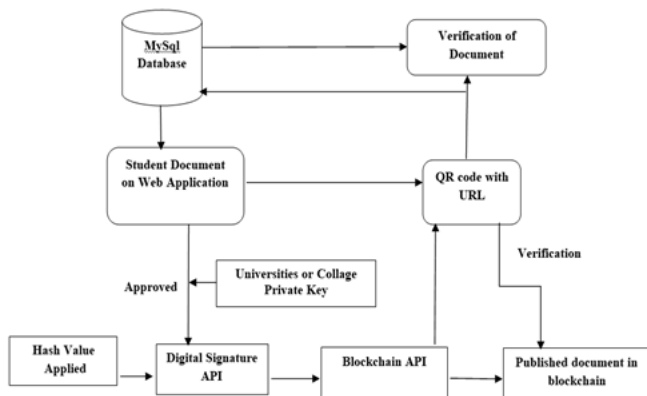 MySql
Database
Verification of
Document
Student Document
on Web Application
QR code with
URL
Verification
Approved
Universities or Collage
Private Key
Hash Value
Applied
Digital Signature
API
Blockchain API
Published document in
blockchain